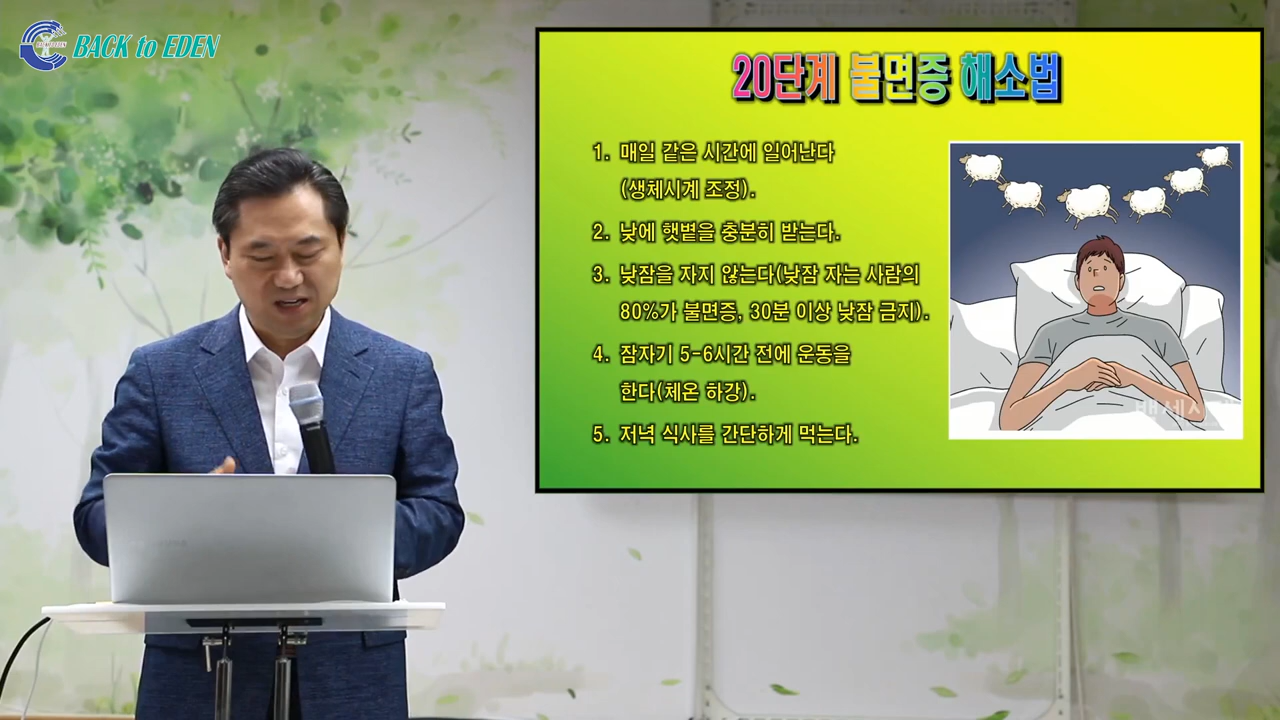 BACK to EDEN
20단계 불면증 해소법
1. 매일 같은 시간에 일어난다
(생체시계 조정).
2. 낮에 햇볕을 충분히 받는다.
3. 낮잠을 자지 않는다(낮잠 자는 사람의
80%가 불면증, 30분 이상 낮잠 금지).
4. 잠자기 5-6시간 전에 운동을
한다(체온 하강).
5. 저녁 식사를 간단하게 먹는다.